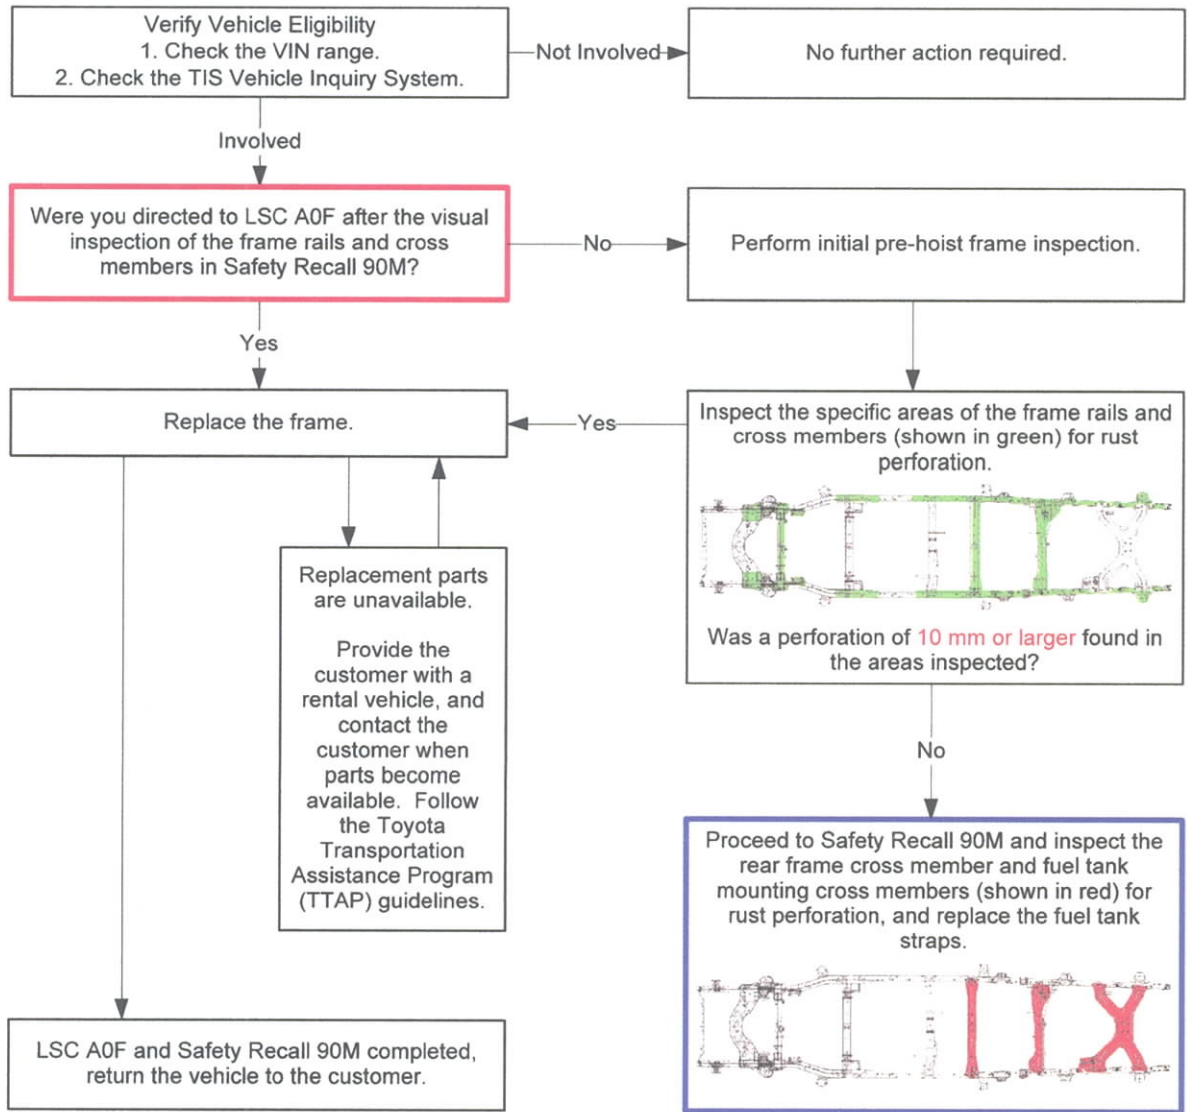 Verify Vehicle Eligibility
1. Check the VIN range.
2. Check the TIS Vehicle Inquiry System.
Not Involved
No further action required.
Involved
Were you directed to LSC A0F after the visual
inspection of the frame rails and cross
members in Safety Recall 90M?
No
Perform initial pre-hoist frame inspection.
Yes
Replace the frame.
Yes
Inspect the specific areas of the frame rails and
cross members (shown in green) for rust
perforation.
Was a perforation of 10 mm or larger found in
the areas inspected?
Replacement parts
are unavailable.
Provide the
customer with a
rental vehicle, and
contact the
customer when
parts become
available.  Follow
the Toyota
Transportation
Assistance Program
(TTAP) guidelines.
No
Proceed to Safety Recall 90M and inspect the
rear frame cross member and fuel tank
mounting cross members (shown in red) for
rust perforation, and replace the fuel tank
straps.
LSC A0F and Safety Recall 90M completed,
return the vehicle to the customer.